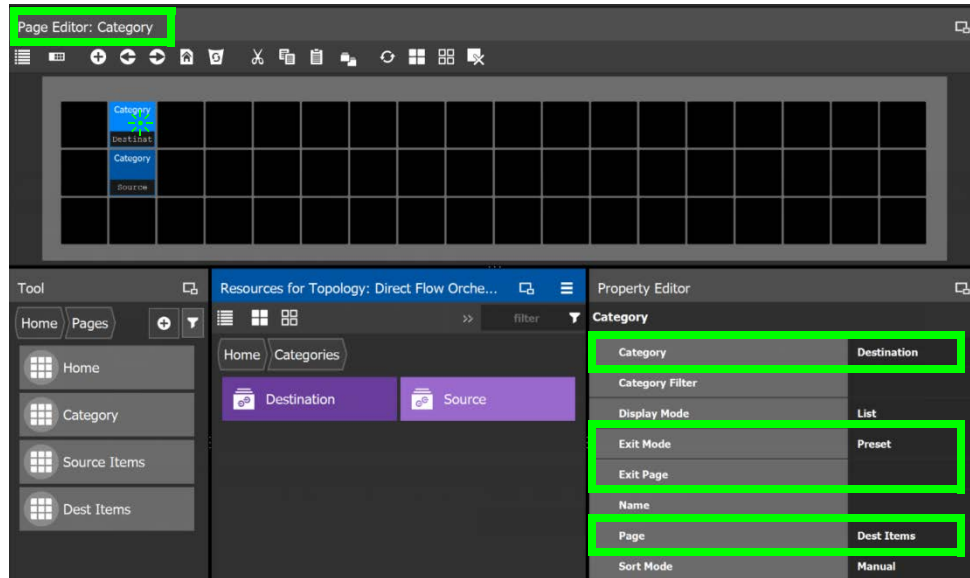 Page Editor: Category
Category
Destinat
Category
Source
Tool
Home Pages
Home
Category
Source Items
Dest Items
Resources for Topology: Direct Flow Orche...
>> filter
Home Categories
Destination Source
Property Editor
Category
Category Destination
Category Filter
Display Mode List
Exit Mode Preset
Exit Page
Name
Page Dest Items
Sort Mode Manual